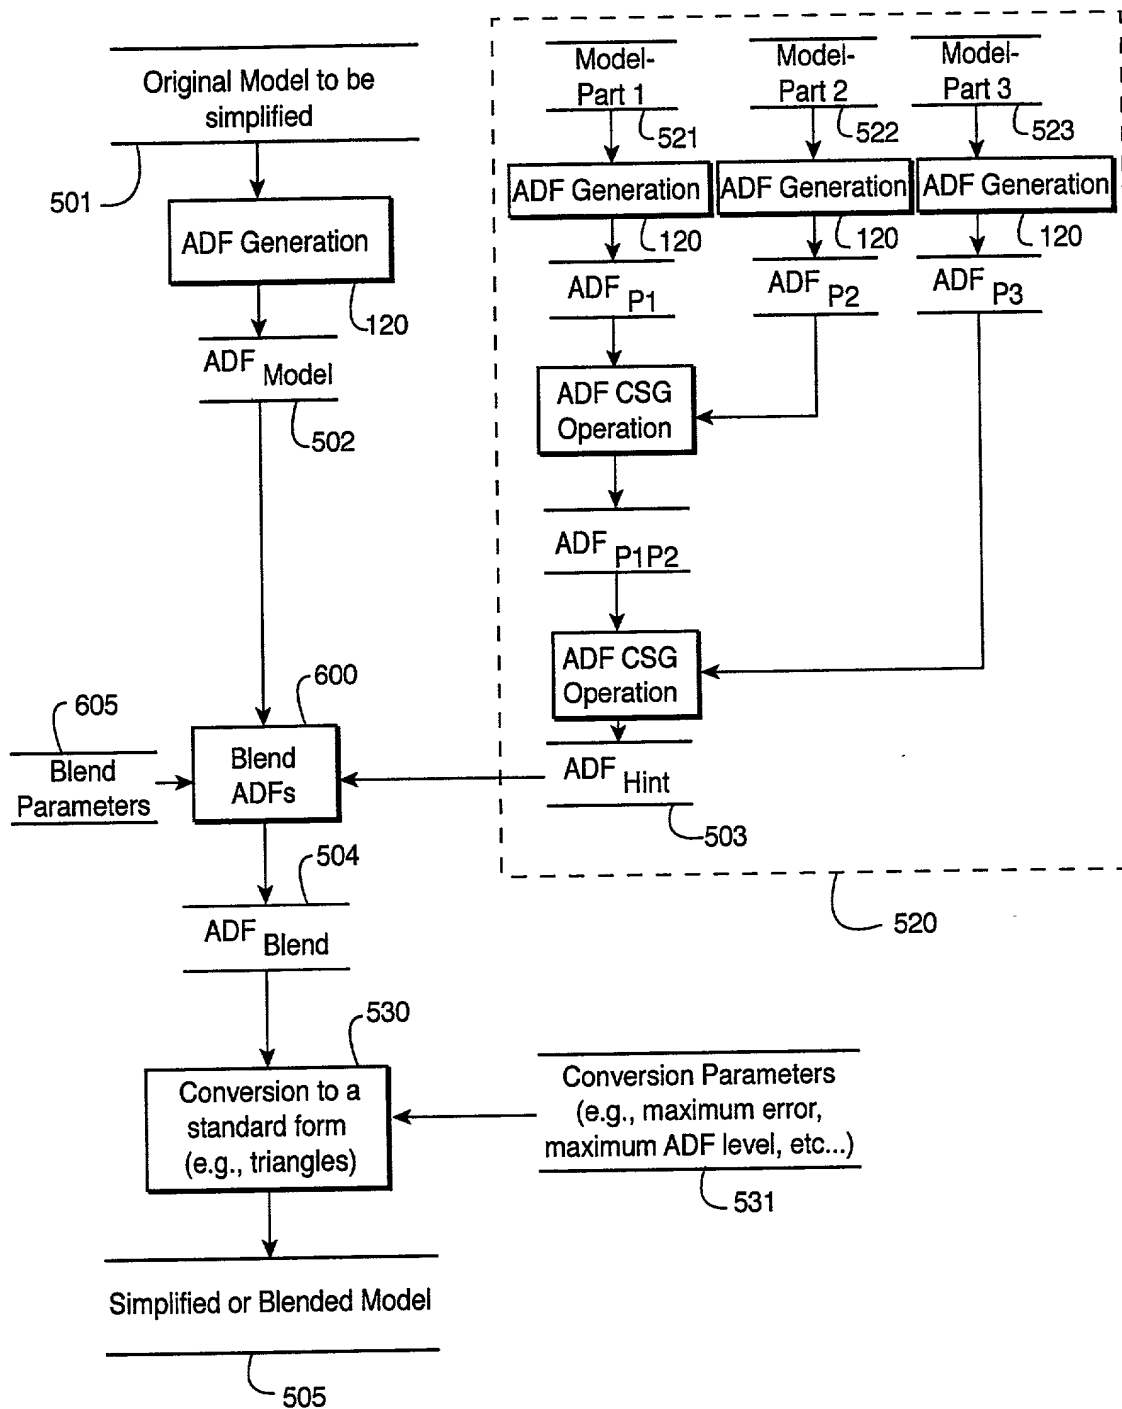 Original Model to be
simplified
501
ADF Generation
120
ADF Model
502
Model-
Part 1
521
Model-
Part 2
522
Model-
Part 3
523
ADF Generation
120
ADF Generation
120
ADF Generation
120
ADF P1
ADF P2
ADF P3
ADF CSG
Operation
ADF P1P2
ADF CSG
Operation
ADF Hint
503
520
605
Blend
Parameters
600
Blend
ADFs
504
ADF Blend
530
Conversion to a
standard form
(e.g., triangles)
Conversion Parameters
(e.g., maximum error,
maximum ADF level, etc...)
531
Simplified or Blended Model
505